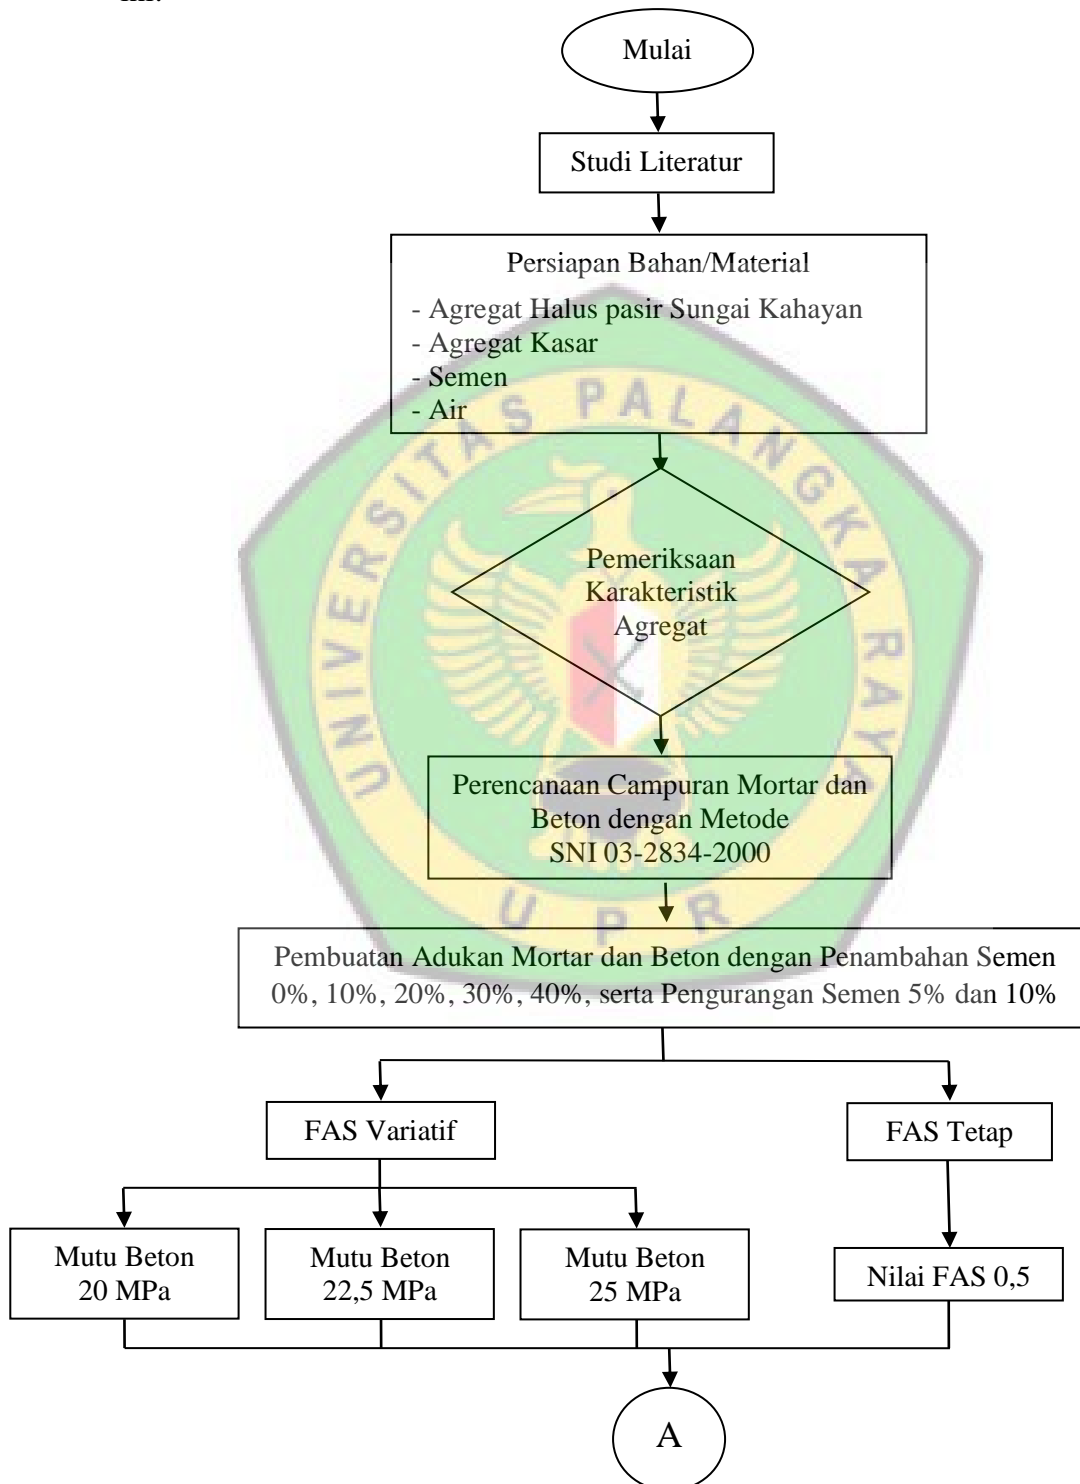 Mulai
Studi Literatur
Persiapan Bahan/Material
- Agregat Halus pasir Sungai Kahayan
- Agregat Kasar
- Semen
- Air
UNIVERSITAS PALANGKA RAYA
Pemeriksaan
Karakteristik
Agregat
Perencanaan Campuran Mortar dan
Beton dengan Metode
SNI 03-2834-2000
U P R
Pembuatan Adukan Mortar dan Beton dengan Penambahan Semen
0%, 10%, 20%, 30%, 40%, serta Pengurangan Semen 5% dan 10%
FAS Variatif
FAS Tetap
Mutu Beton
20 MPa
Mutu Beton
22,5 MPa
Mutu Beton
25 MPa
Nilai FAS 0,5
A